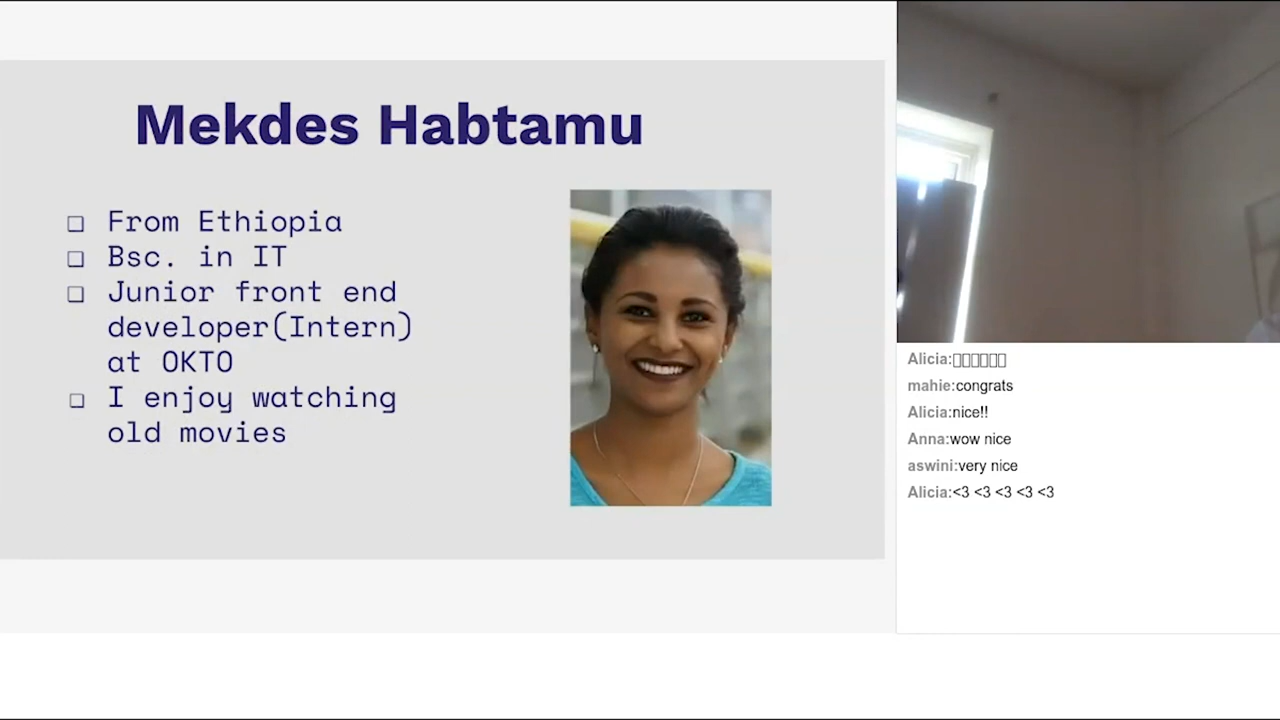 Mekdes Habtamu
❑ From Ethiopia
❑ Bsc. in IT
❑ Junior front end
developer(Intern)
at OKTO
❑ I enjoy watching
old movies
Alicia:▯▯▯▯▯▯
mahie:congrats
Alicia:nice!!
Anna:wow nice
aswini:very nice
Alicia:<3 <3 <3 <3 <3